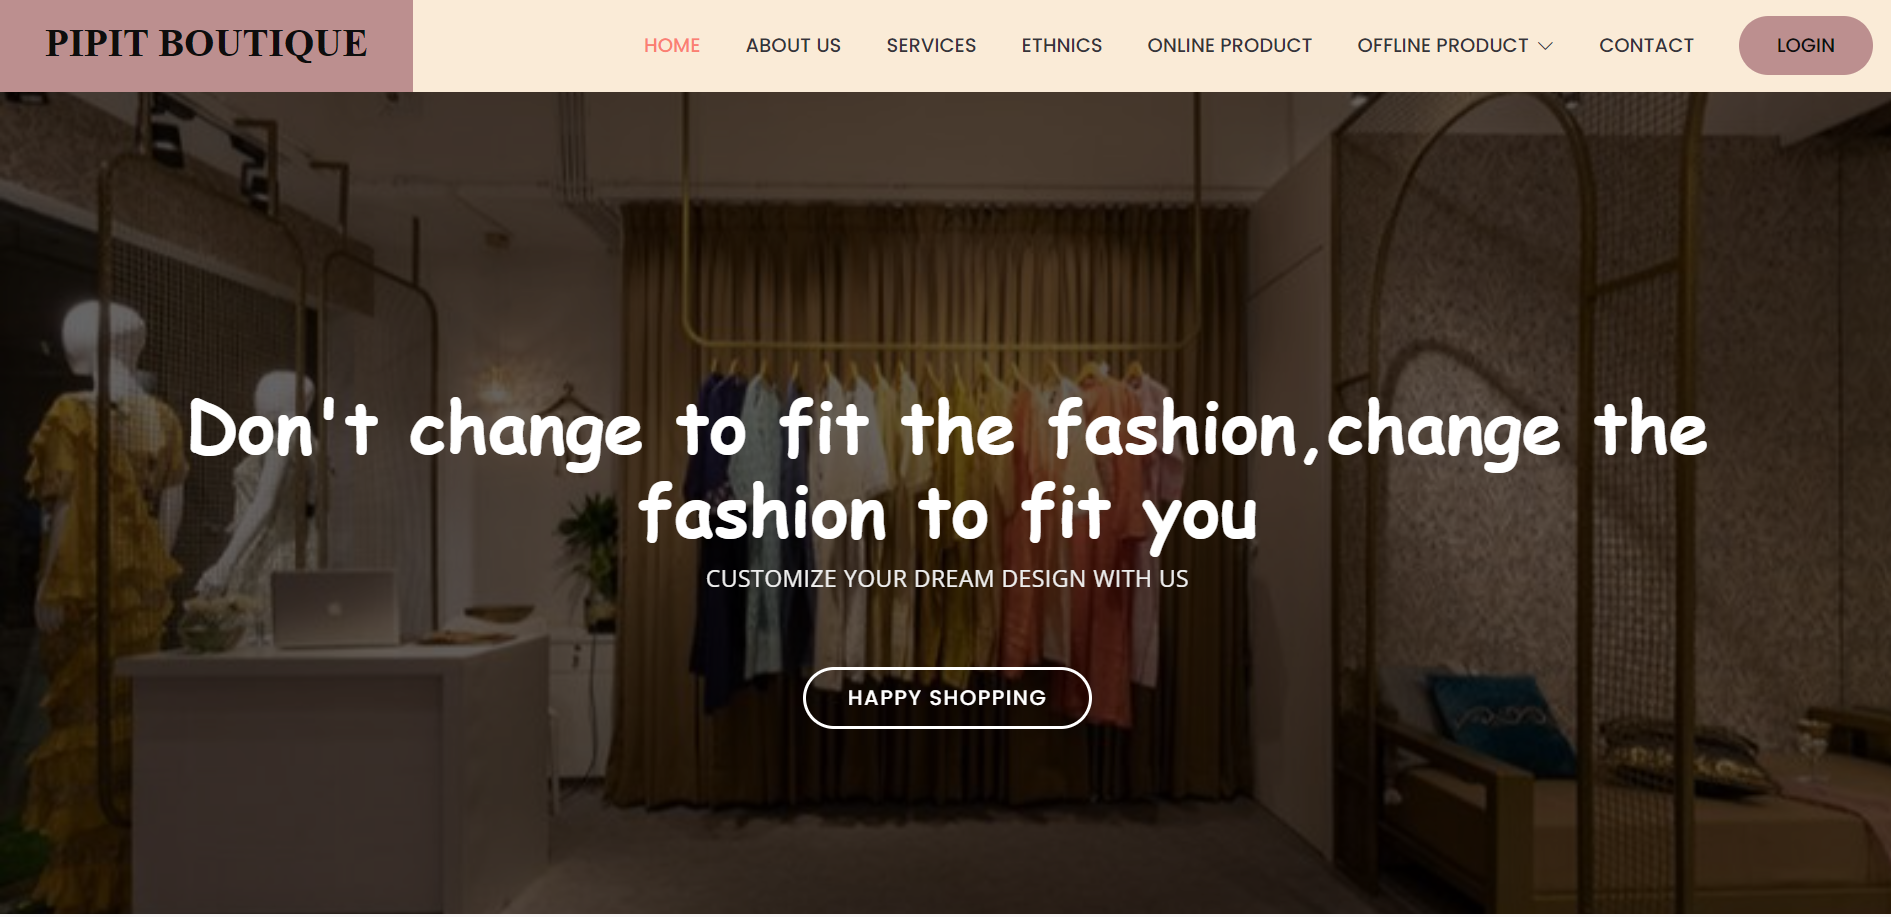 PIPIT BOUTIQUE
HOME ABOUT US SERVICES ETHNICS ONLINE PRODUCT OFFLINE PRODUCT CONTACT LOGIN
Don't change to fit the fashion,change the
fashion to fit you
CUSTOMIZE YOUR DREAM DESIGN WITH US
HAPPY SHOPPING